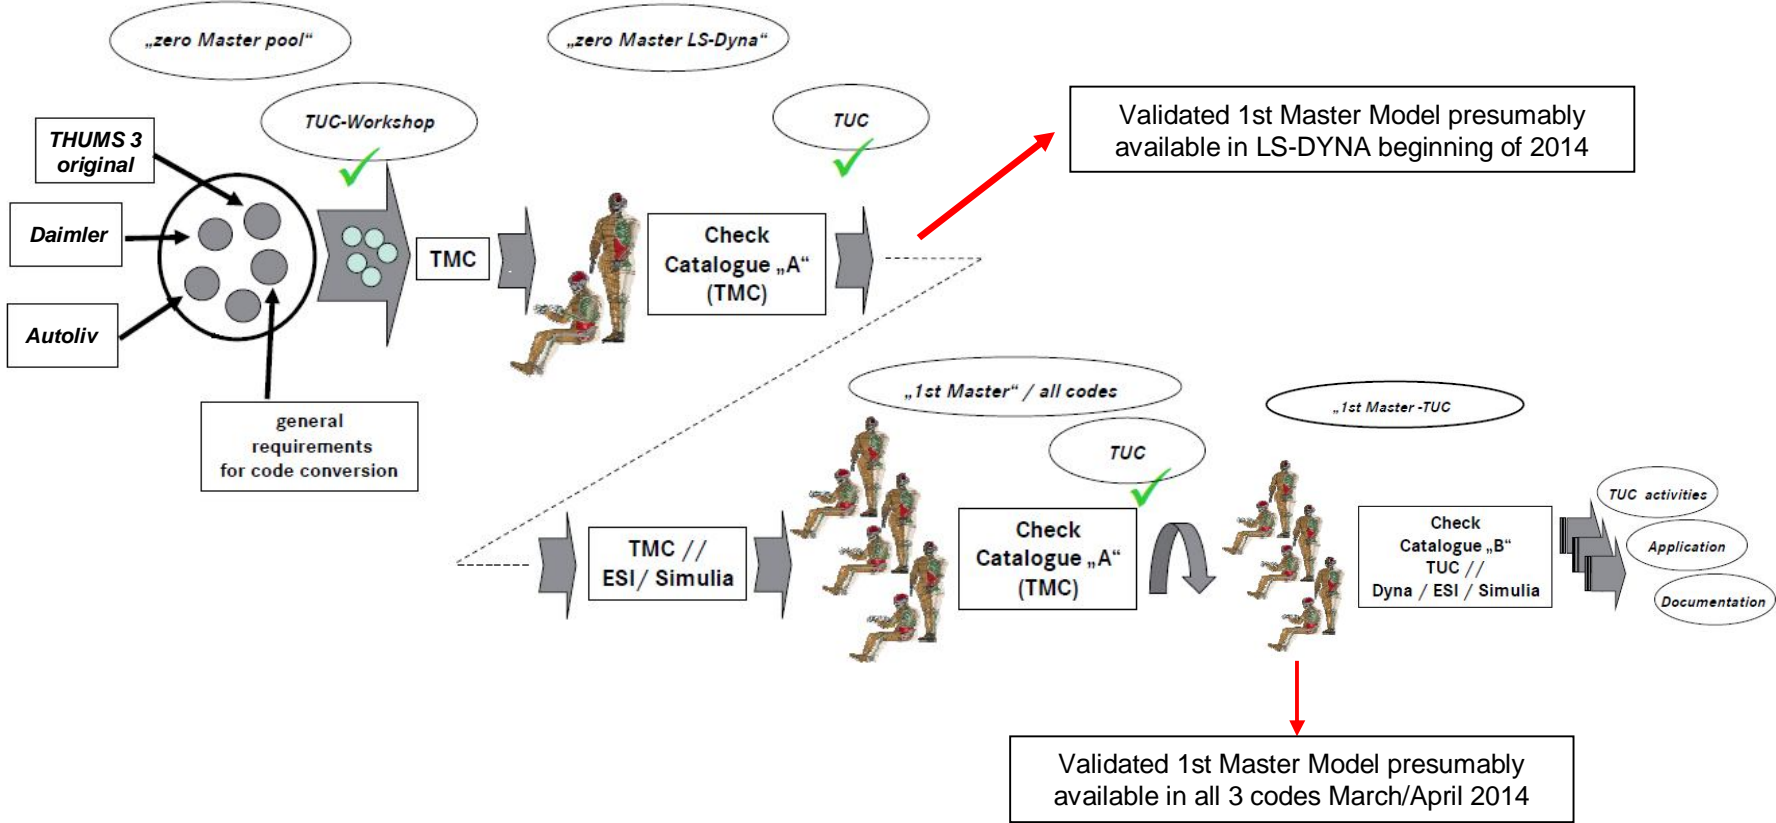 „zero Master pool“
„zero Master LS-Dyna“
TUC-Workshop
TUC
Validated 1st Master Model presumably
available in LS-DYNA beginning of 2014
THUMS 3
original
Daimler
Autoliv
TMC
Check
Catalogue „A“
(TMC)
general
requirements
for code conversion
„1st Master“ / all codes
TUC
„1st Master -TUC
TMC //
ESI/ Simulia
Check
Catalogue „A“
(TMC)
Check
Catalogue „B“
TUC //
Dyna / ESI / Simulia
TUC activities
Application
Documentation
Validated 1st Master Model presumably
available in all 3 codes March/April 2014